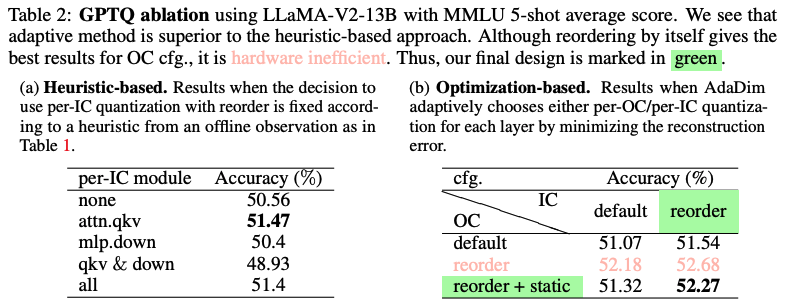 Table 2: GPTQ ablation using LLaMA-V2-13B with MMLU 5-shot average score. We see that
adaptive method is superior to the heuristic-based approach. Although reordering by itself gives the
best results for OC cfg., it is hardware inefficient. Thus, our final design is marked in green.
(a) Heuristic-based. Results when the decision to
use per-IC quantization with reorder is fixed accord-
ing to a heuristic from an offline observation as in
Table 1.
per-IC module Accuracy (%)
none 50.56
attn.qkv 51.47
mlp.down 50.4
qkv & down 48.93
all 51.4
(b) Optimization-based. Results when AdaDim
adaptively chooses either per-OC/per-IC quantiza-
tion for each layer by minimizing the reconstruction
error.
cfg. Accuracy (%)
IC
default reorder
OC
default 51.07 51.54
reorder 52.18 52.68
reorder + static 51.32 52.27